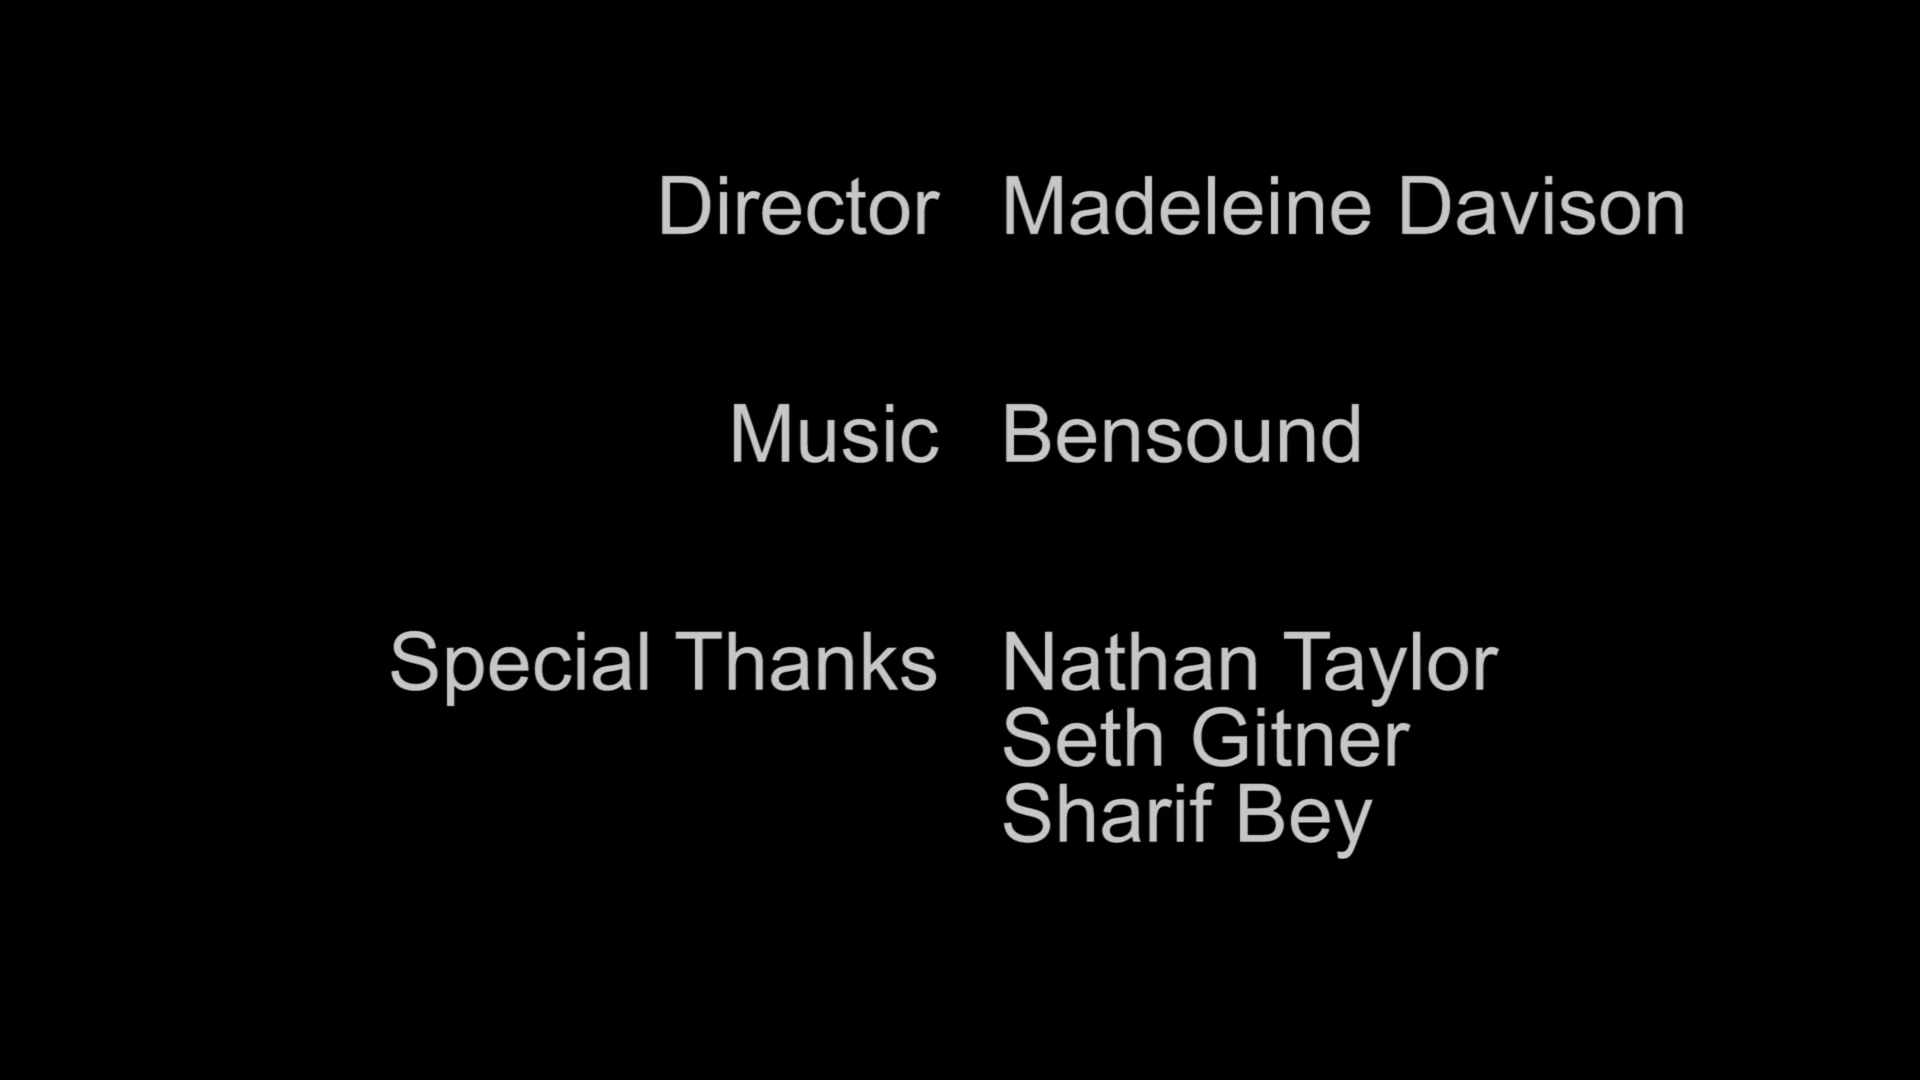 Director Madeleine Davison
Music Bensound
Special Thanks Nathan Taylor
Seth Gitner
Sharif Bey